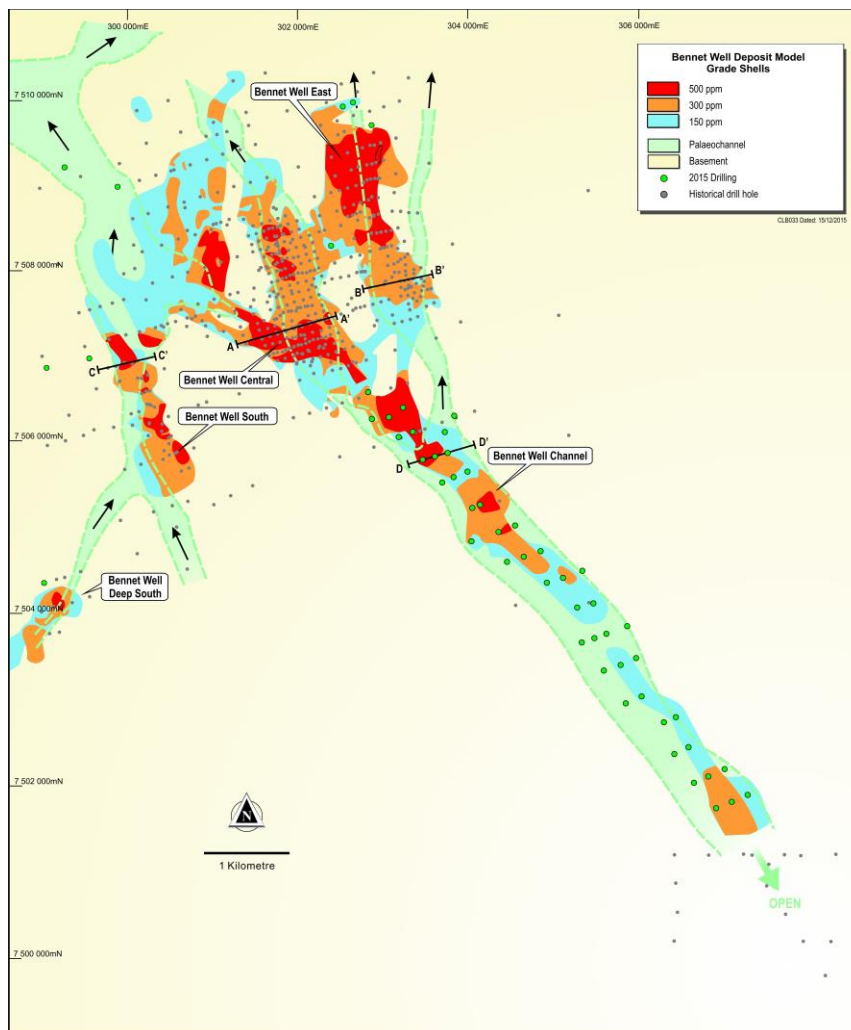 300 000mE
302 000mE
304 000mE
306 000mE
Bennet Well Deposit Model
Grade Shells
500 ppm
300 ppm
150 ppm
Palaeochannel
Basement
2015 Drilling
Historical drill hole
CLB033 Dated: 15/12/2015
7 510 000mN
Bennet Well East
7 508 000mN
B'
B
A'
A
C'
C
Bennet Well Central
Bennet Well South
7 506 000mN
D'
D
Bennet Well Channel
Bennet Well
Deep South
7 504 000mN
7 502 000mN
N
1 Kilometre
OPEN
7 500 000mN